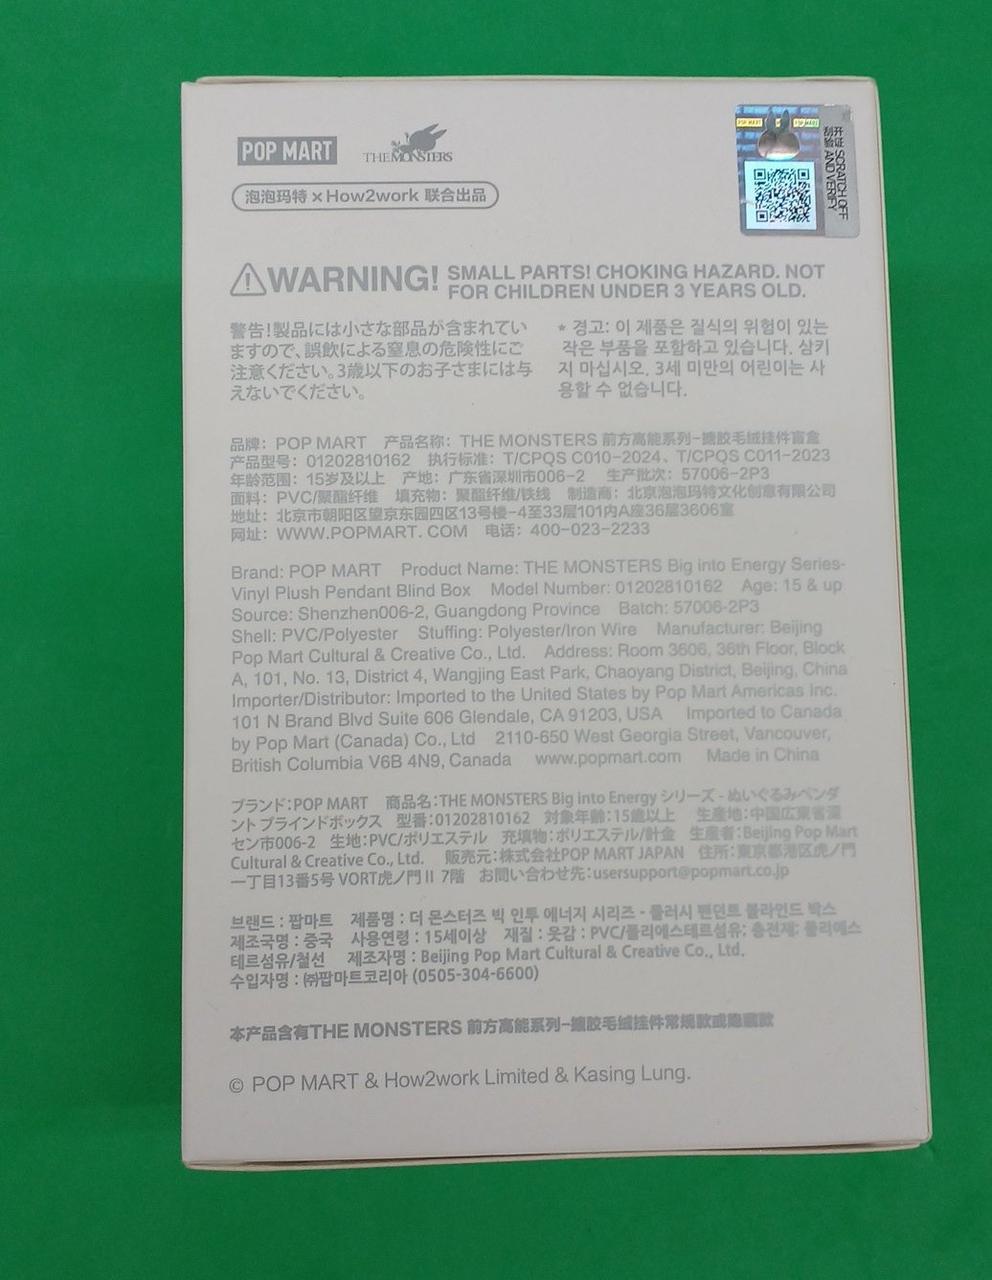 POP MART
THE MONSTERS
泡泡玛特×How2work 联合出品
POP MART
POP MART
开启 SCRATCH OFF
刮验 AND VERIFY
WARNING!
SMALL PARTS! CHOKING HAZARD. NOT
FOR CHILDREN UNDER 3 YEARS OLD.
警告!製品には小さな部品が含まれてい
ますので、誤飲による窒息の危険性にご
注意ください。3歳以下のお子さまには与
えないでください。
* 경고: 이 제품은 질식의 위험이 있는
작은 부품을 포함하고 있습니다. 삼키
지 마십시오. 3세 미만의 어린이는 사
용할 수 없습니다.
品牌：POP MART 产品名称：THE MONSTERS 前方高能系列-搪胶毛绒挂件盲盒
产品型号：01202810162 执行标准：T/CPQS C010-2024、T/CPQS C011-2023
年龄范围：15岁及以上 产地：广东省深圳市006-2 生产批次：57006-2P3
面料：PVC/聚酯纤维 填充物：聚酯纤维/铁线 制造商：北京泡泡玛特文化创意有限公司
地址：北京市朝阳区望京东园四区13号楼-4至33层101内A座36层3606室
网址：WWW.POPMART.COM 电话：400-023-2233
Brand: POP MART Product Name: THE MONSTERS Big into Energy Series-
Vinyl Plush Pendant Blind Box Model Number: 01202810162 Age: 15 & up
Source: Shenzhen006-2, Guangdong Province Batch: 57006-2P3
Shell: PVC/Polyester Stuffing: Polyester/Iron Wire Manufacturer: Beijing
Pop Mart Cultural & Creative Co., Ltd. Address: Room 3606, 36th Floor, Block
A, 101, No. 13, District 4, Wangjing East Park, Chaoyang District, Beijing, China
Importer/Distributor: Imported to the United States by Pop Mart Americas Inc.
101 N Brand Blvd Suite 606 Glendale, CA 91203, USA Imported to Canada
by Pop Mart (Canada) Co., Ltd 2110-650 West Georgia Street, Vancouver,
British Columbia V6B 4N9, Canada www.popmart.com Made in China
ブランド:POP MART 商品名:THE MONSTERS Big into Energy シリーズ - ぬいぐるみペンダ
ント ブラインドボックス 型番:01202810162 対象年齢:15歳以上 生産地:中国広東省深
セン市006-2 生地:PVC/ポリエステル 充填物:ポリエステル/針金 生産者:Beijing Pop Mart
Cultural & Creative Co., Ltd. 販売元:株式会社POP MART JAPAN 住所:東京都港区虎ノ門
一丁目13番5号 VORT虎ノ門Ⅱ 7階 お問い合わせ先:usersupport@popmart.co.jp
브랜드 : 팝마트 제품명 : 더 몬스터즈 빅 인투 에너지 시리즈 - 플러시 펜던트 블라인드 박스
제조국명 : 중국 사용연령 : 15세이상 재질 : 옷감 : PVC/폴리에스테르섬유; 충전재: 폴리에스
테르섬유/철선 제조자명 : Beijing Pop Mart Cultural & Creative Co., Ltd.
수입자명 : ㈜팝마트코리아 (0505-304-6600)
本产品含有THE MONSTERS 前方高能系列-搪胶毛绒挂件常规款或隐藏款
© POP MART & How2work Limited & Kasing Lung.